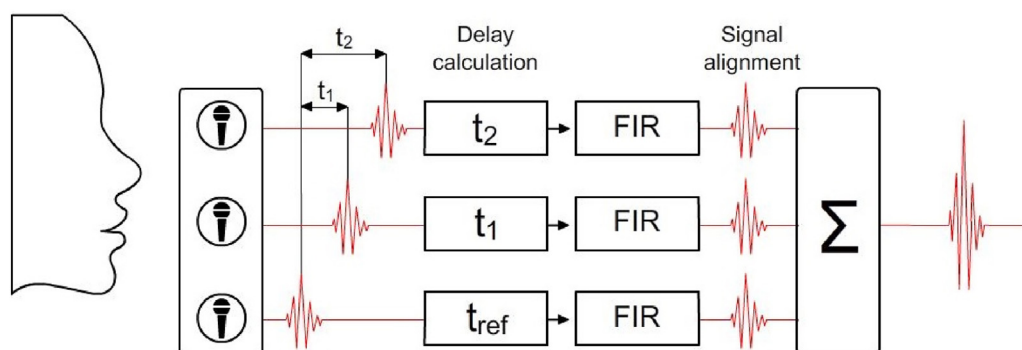 t2
t1
Delay
calculation
Signal
alignment
t2
FIR
t1
FIR
Σ
tref
FIR